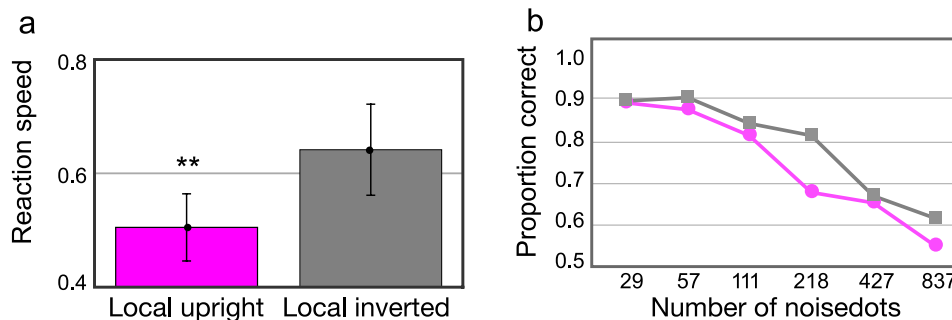 a
Reaction speed
0.8
0.6
0.4
**
Local upright
Local inverted
b
Proportion correct
1.0
0.9
0.8
0.7
0.6
0.5
29 57 111 218 427 837
Number of noisedots